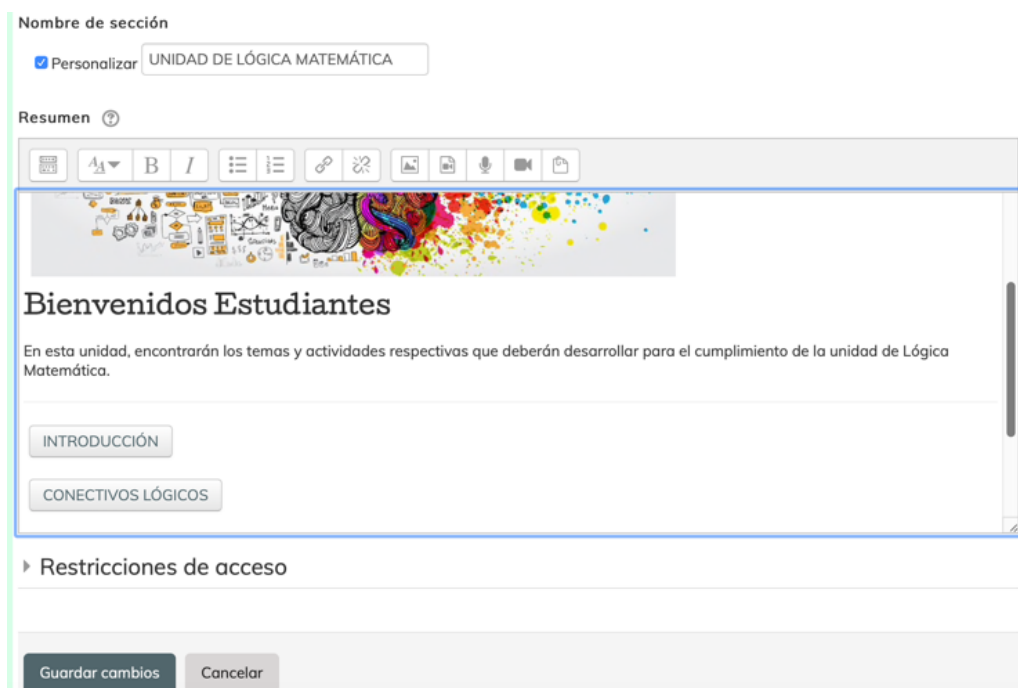 Nombre de sección
Personalizar UNIDAD DE LÓGICA MATEMÁTICA
Resumen
B I
Bienvenidos Estudiantes
En esta unidad, encontrarán los temas y actividades respectivas que deberán desarrollar para el cumplimiento de la unidad de Lógica
Matemática.
INTRODUCCIÓN
CONECTIVOS LÓGICOS
Restricciones de acceso
Guardar cambios Cancelar